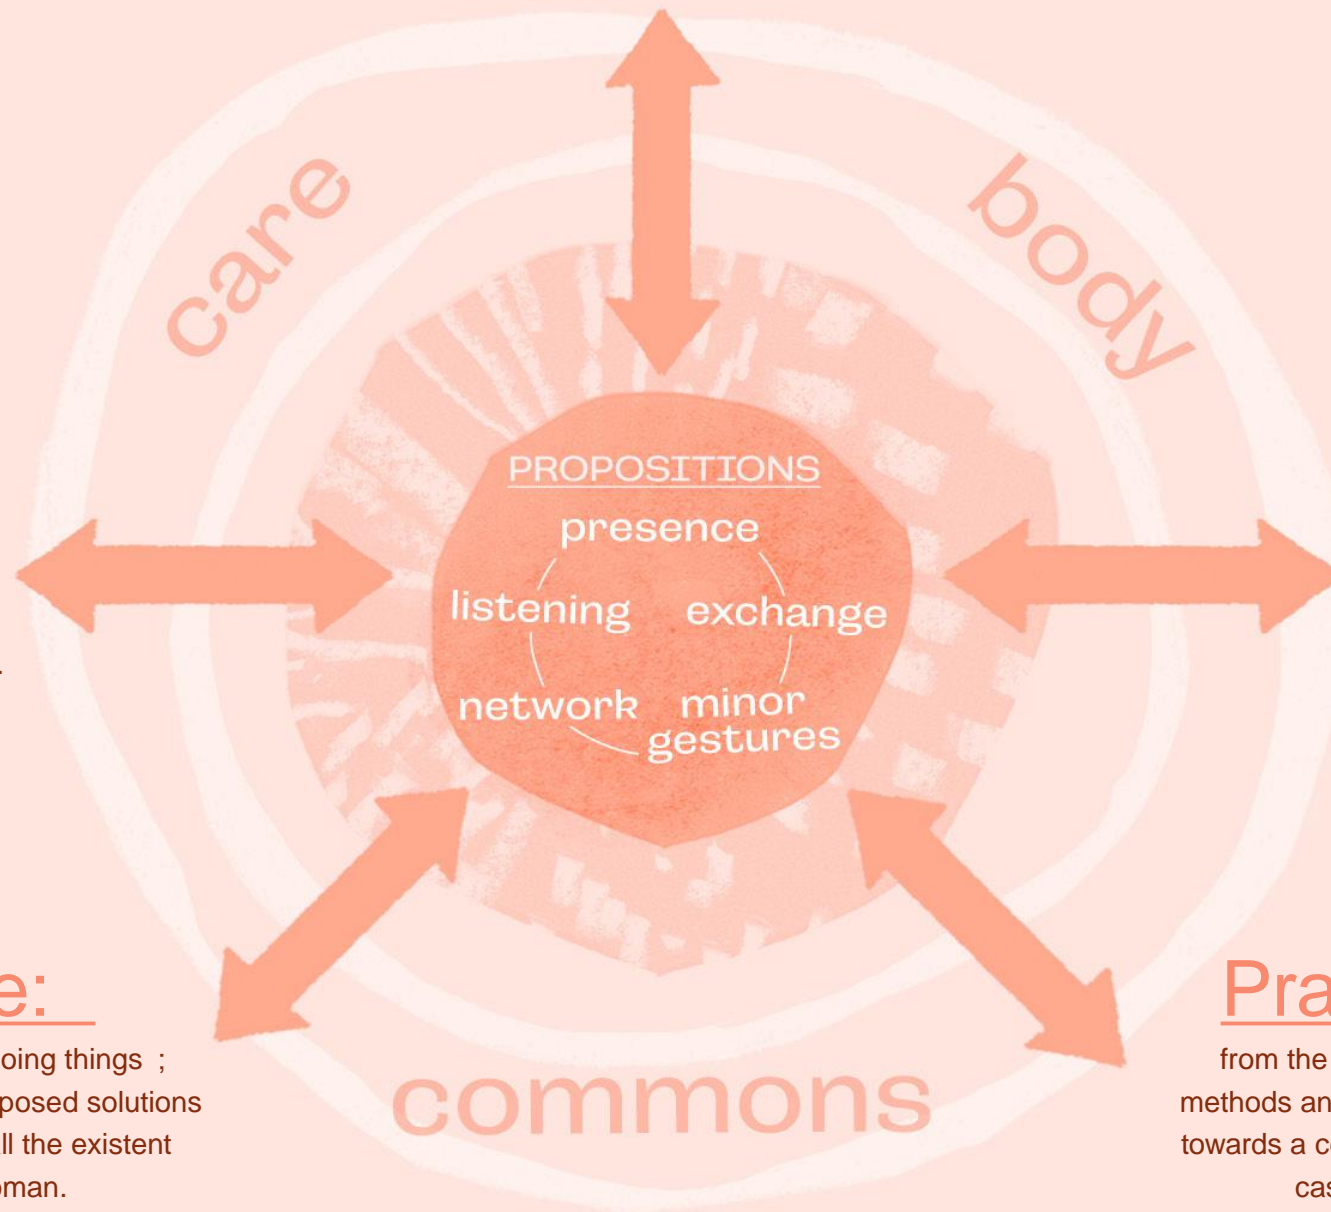 care
body
PROPOSITIONS
presence
listening exchange
network minor
gestures
commons
e:
oing things ;
posed solutions
ll the existent
oman.
Pra
from the
methods an
towards a c
cas